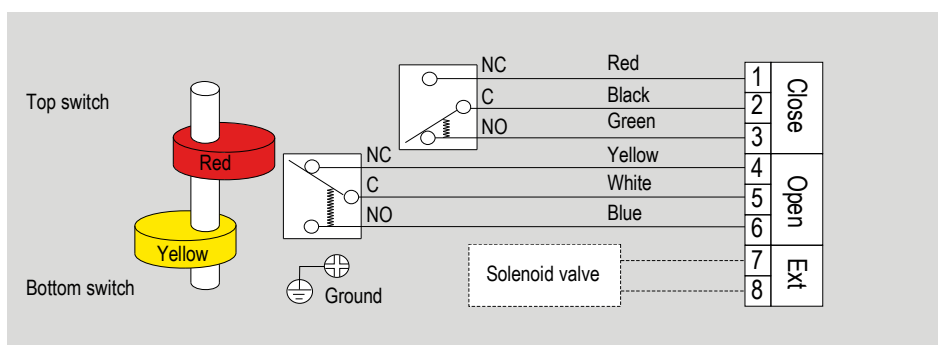 Top switch
Red
Yellow
Bottom switch
NC Red 1
C Black 2
NO Green 3
Close
NC Yellow 4
C White 5
NO Blue 6
Open
Solenoid valve 7
8
Ext
Ground